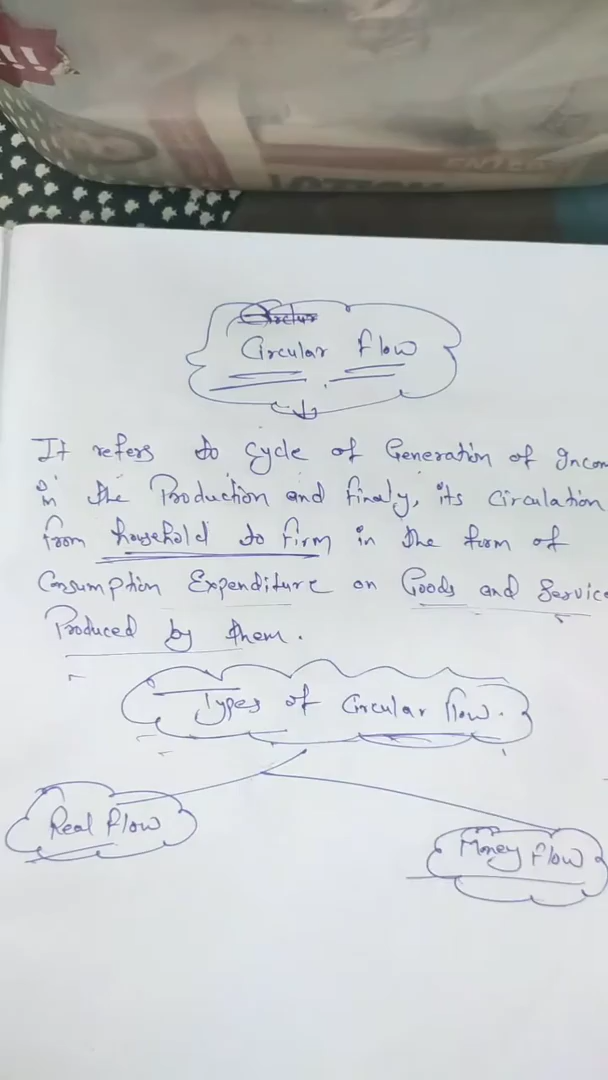 !!!
Circular Flow
It refers to Cycle of Generation of Incom
in the Production and finaly, its circulation
from household to firm in the form of
Consumption Expenditure on Goods and Service
Produced by them.
Types of Circular flow.
Real flow
Money flow